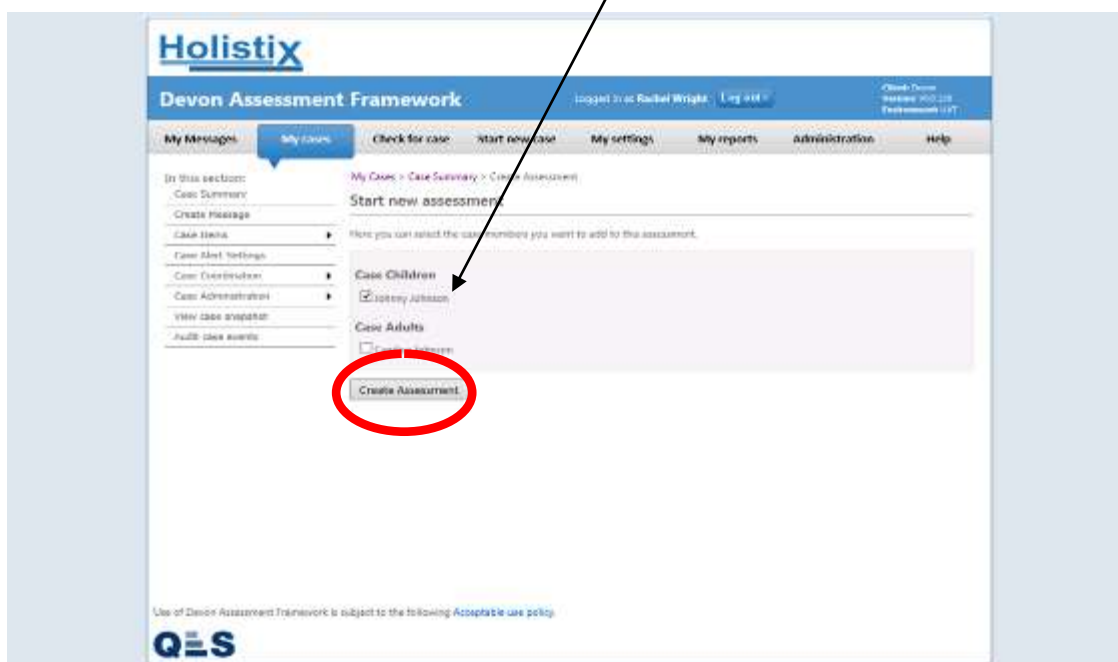 Holistix
Devon Assessment Framework
Logged in as Rachel Wright Log out
Client: Devon
My Messages My cases Check for case Start new case My settings My reports Administration Help
In this section:
Case Summary
Create Message
Case Items
Case Alert Settings
Case Coordination
Case Administration
View case snapshot
Audit case events
My Cases > Case Summary > Create Assessment
Start new assessment
Here you can select the case members you want to add to this assessment.
Case Children
Johnny Johnson
Case Adults
Johnson
Create Assessment
Use of Devon Assessment Framework is subject to the following Acceptable use policy.
QES